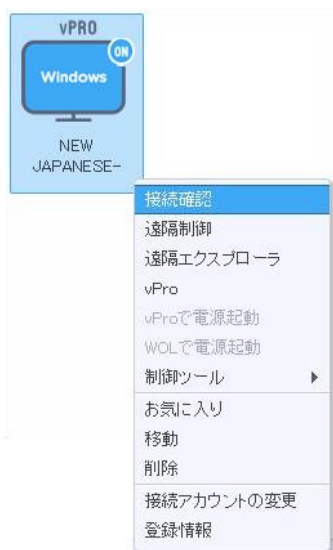 vPRO
ON
Windows
NEW
JAPANESE-
接続確認
遠隔制御
遠隔エクスプローラ
vPro
vProで電源起動
WOLで電源起動
制御ツール
お気に入り
移動
削除
接続アカウントの変更
登録情報